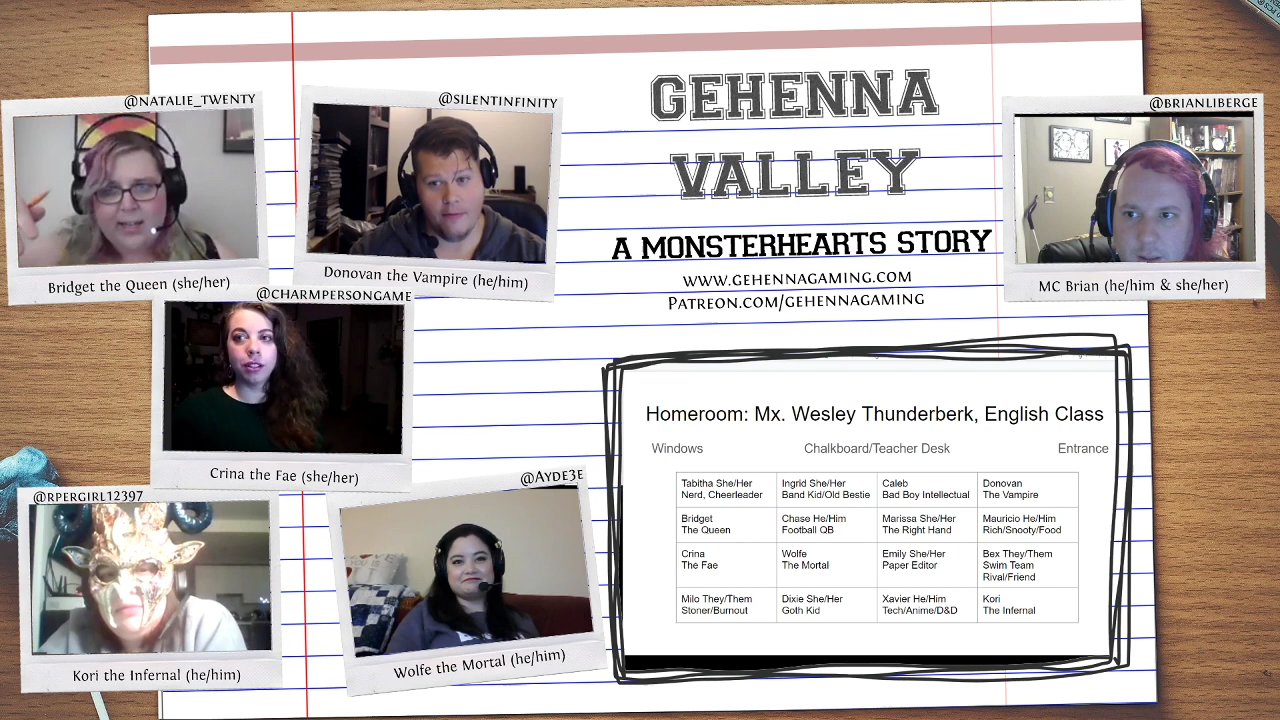 @NATALIE_TWENTY
Bridget the Queen (she/her)
@SILENTINFINITY
Donovan the Vampire (he/him)
GEHENNA
VALLEY
A MONSTERHEARTS STORY
WWW.GEHENNAGAMING.COM
PATREON.COM/GEHENNAGAMING
@BRIANLIBERGE
MC Brian (he/him & she/her)
@CHARMPERSONGAME
Crina the Fae (she/her)
@RPERGIRL12397
Kori the Infernal (he/him)
@AYDE3E
Wolfe the Mortal (he/him)
Homeroom: Mx. Wesley Thunderberk, English Class
Windows Chalkboard/Teacher Desk Entrance
Tabitha She/Her
Nerd, Cheerleader
Ingrid She/Her
Band Kid/Old Bestie
Caleb
Bad Boy Intellectual
Donovan
The Vampire
Bridget
The Queen
Chase He/Him
Football QB
Marissa She/Her
The Right Hand
Mauricio He/Him
Rich/Snooty/Food
Crina
The Fae
Wolfe
The Mortal
Emily She/Her
Paper Editor
Bex They/Them
Swim Team
Rival/Friend
Milo They/Them
Stoner/Burnout
Dixie She/Her
Goth Kid
Xavier He/Him
Tech/Anime/D&D
Kori
The Infernal